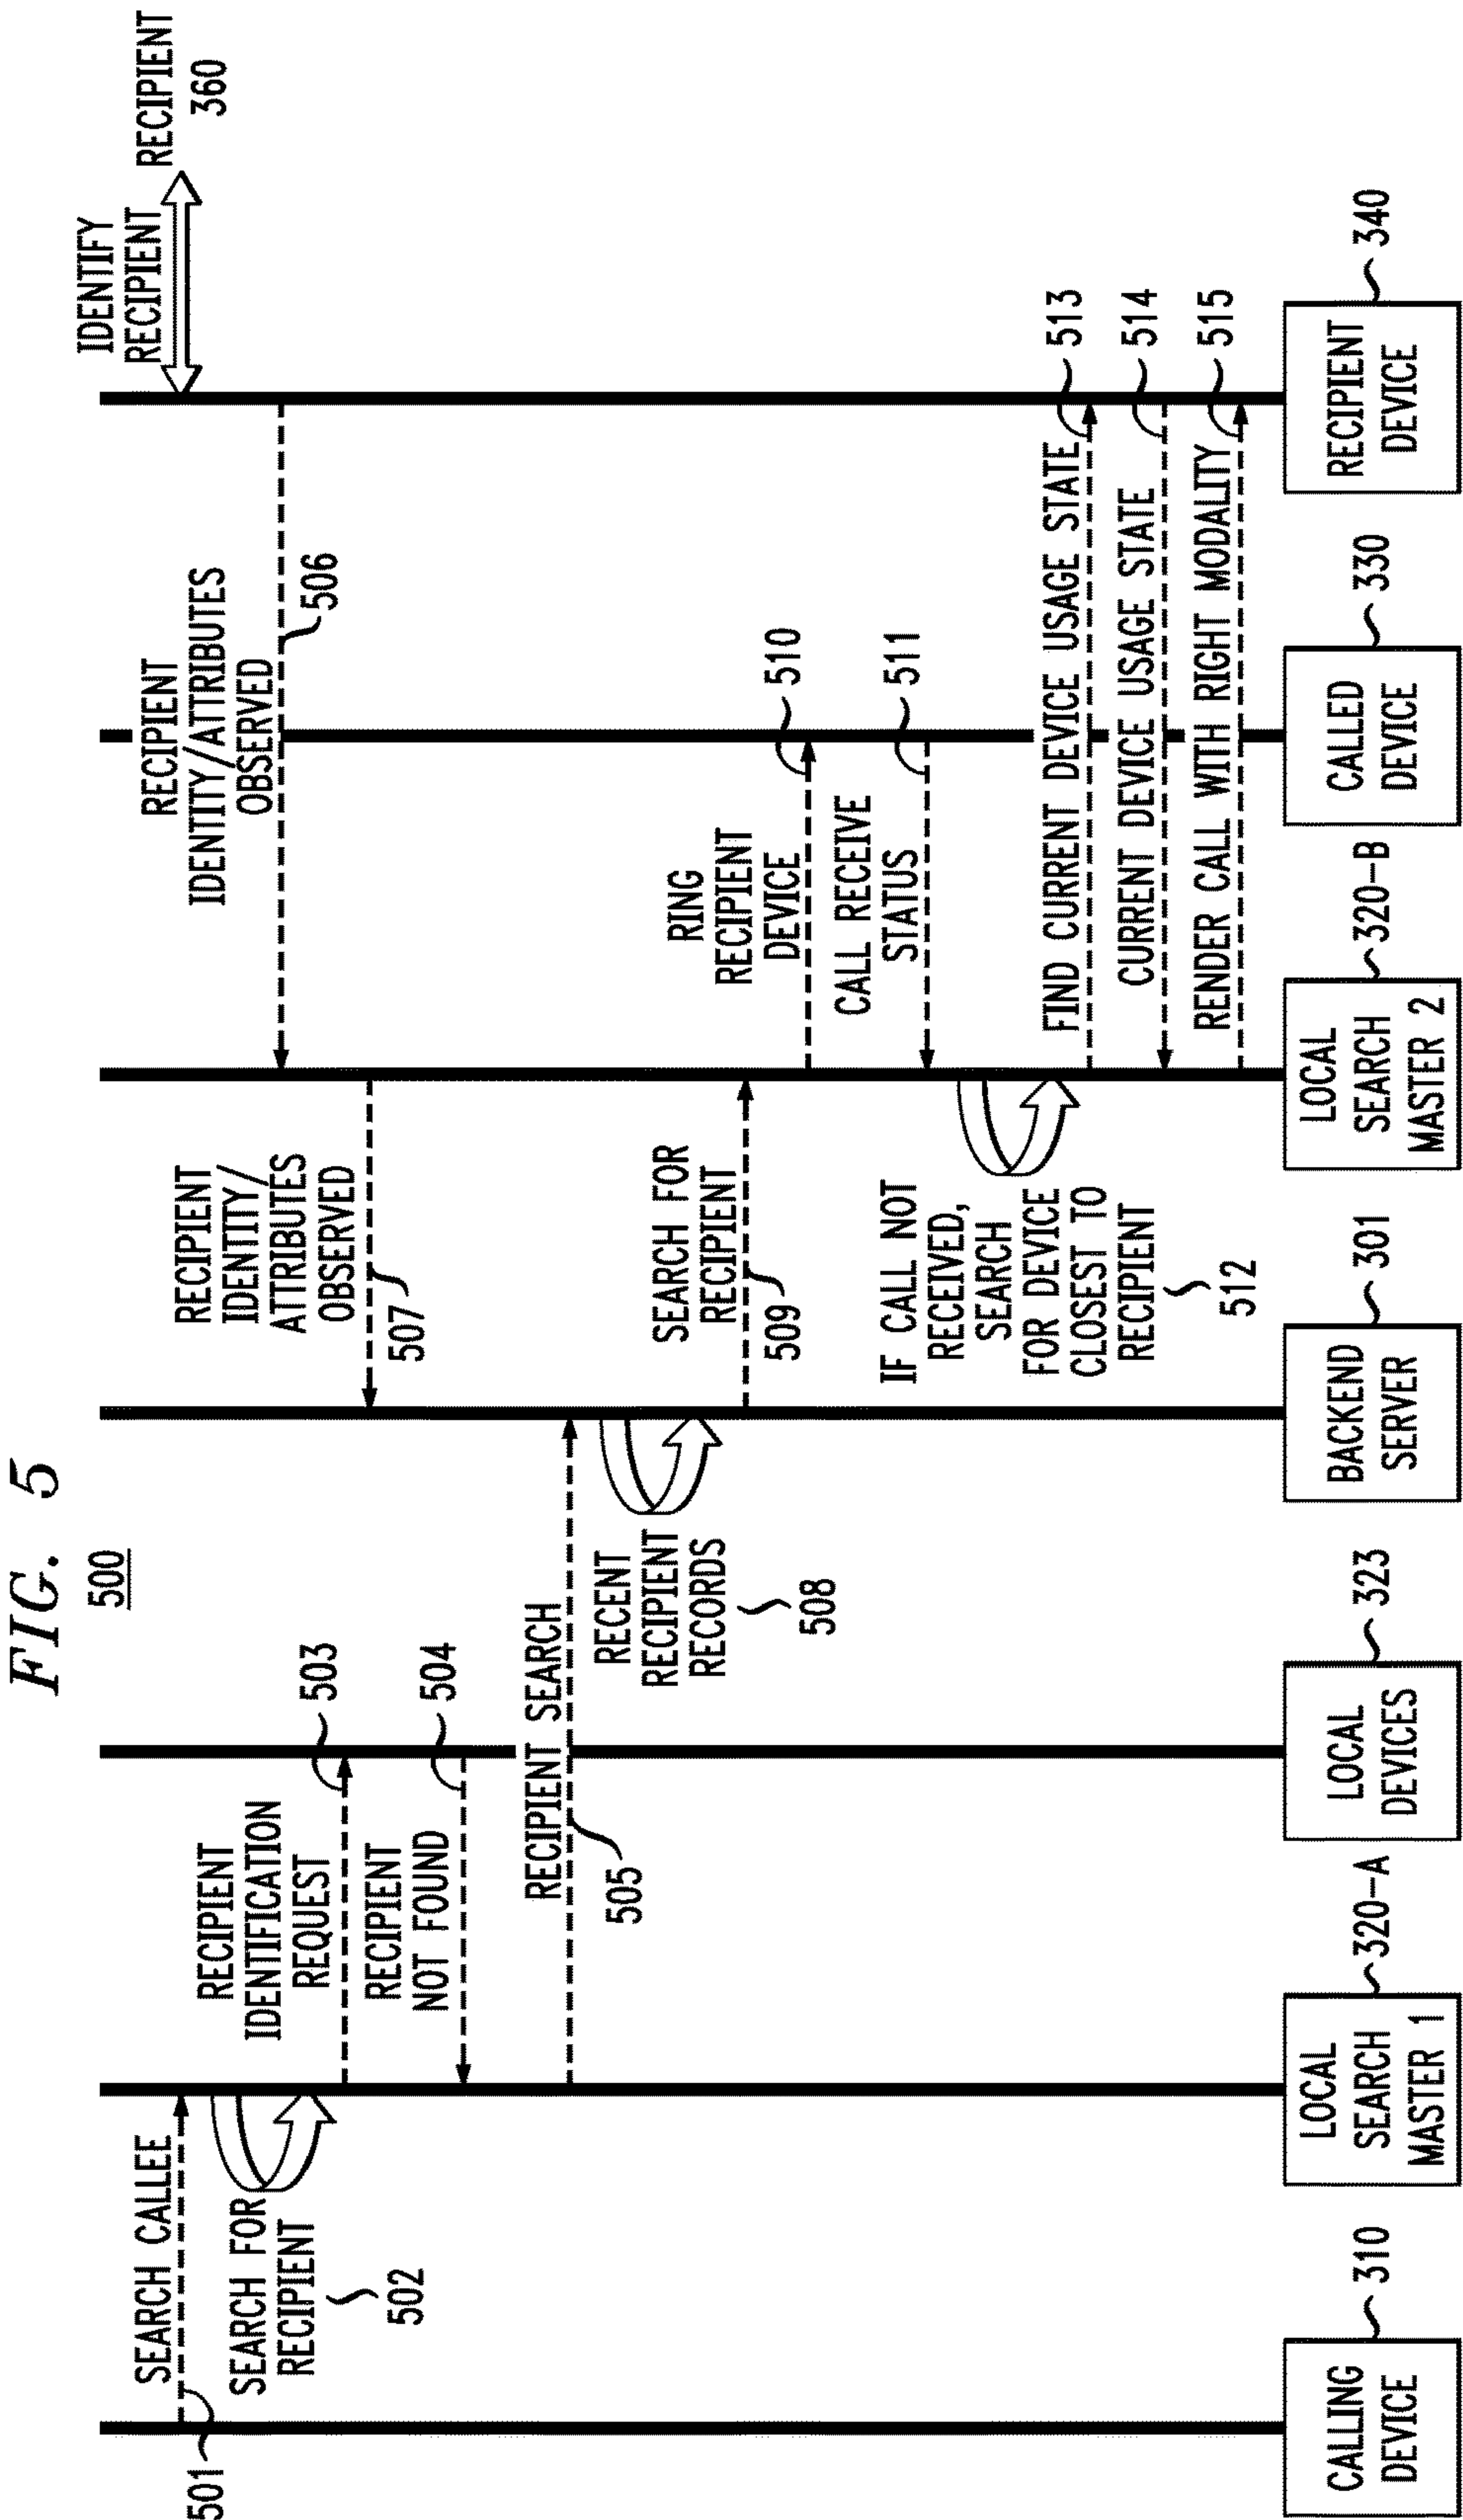 FIG. 5
500
SEARCH CALLEE
501
SEARCH FOR
RECIPIENT
502
RECIPIENT
IDENTIFICATION
REQUEST
503
RECIPIENT
NOT FOUND
504
RECIPIENT SEARCH
505
RECIPIENT
IDENTITY/ATTRIBUTES
OBSERVED
506
RECIPIENT
IDENTITY/
ATTRIBUTES
OBSERVED
507
RECENT
RECIPIENT
RECORDS
508
SEARCH FOR
RECIPIENT
509
RING
RECIPIENT
DEVICE
510
CALL RECEIVE
STATUS
511
IF CALL NOT
RECEIVED,
SEARCH
FOR DEVICE
CLOSEST TO
RECIPIENT
512
FIND CURRENT DEVICE USAGE STATE
513
CURRENT DEVICE USAGE STATE
514
RENDER CALL WITH RIGHT MODALITY
515
IDENTIFY
RECIPIENT
RECIPIENT
360
CALLING
DEVICE
310
LOCAL
SEARCH
MASTER 1
320-A
LOCAL
DEVICES
323
BACKEND
SERVER
301
LOCAL
SEARCH
MASTER 2
320-B
CALLED
DEVICE
330
RECIPIENT
DEVICE
340